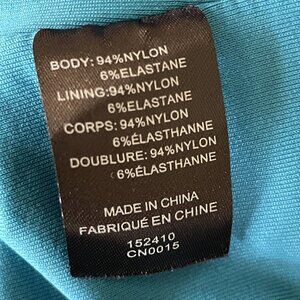 BODY: 94%NYLON
6%ELASTANE
LINING:94%NYLON
6%ELASTANE
CORPS: 94%NYLON
6%ÉLASTHANNE
DOUBLURE: 94%NYLON
6%ÉLASTHANNE
MADE IN CHINA
FABRIQUÉ EN CHINE
152410
CN0015